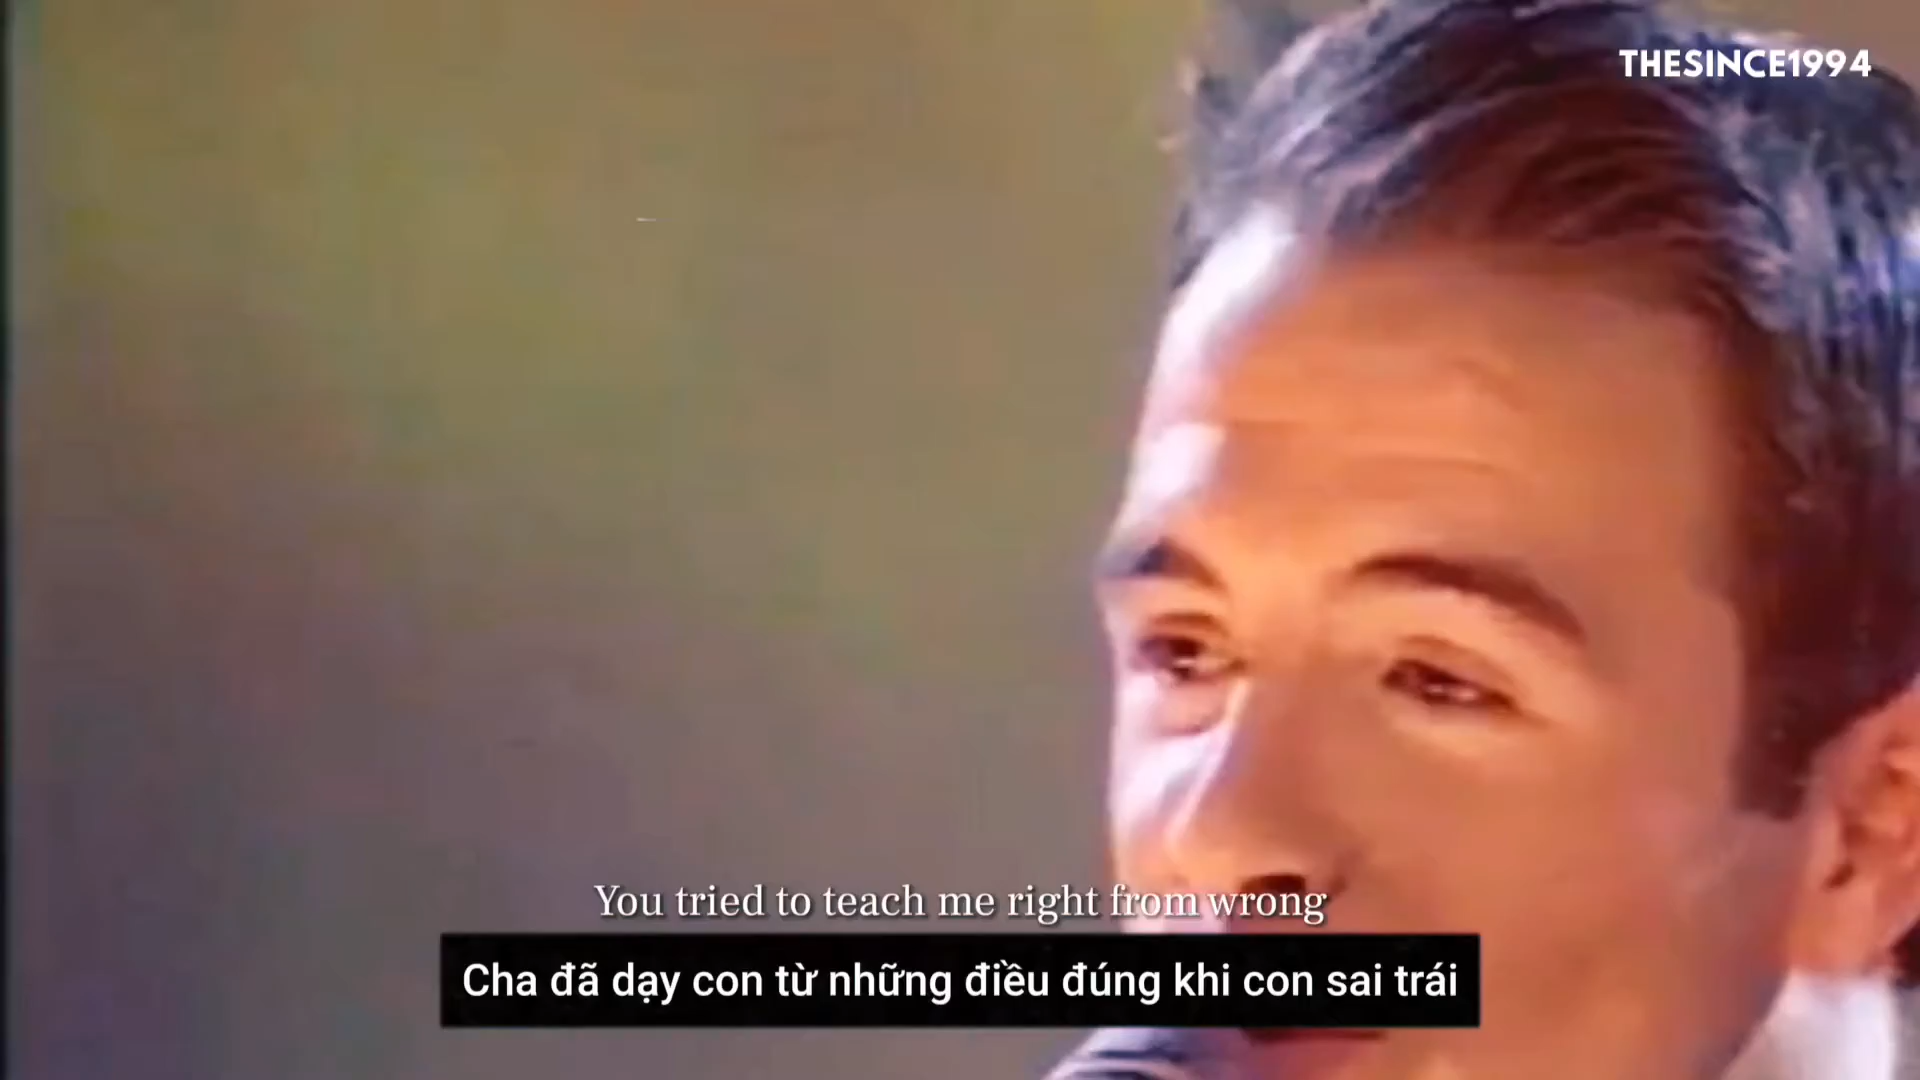 THESINCE1994
You tried to teach me right from wrong
Cha đã dạy con từ những điều đúng khi con sai trái